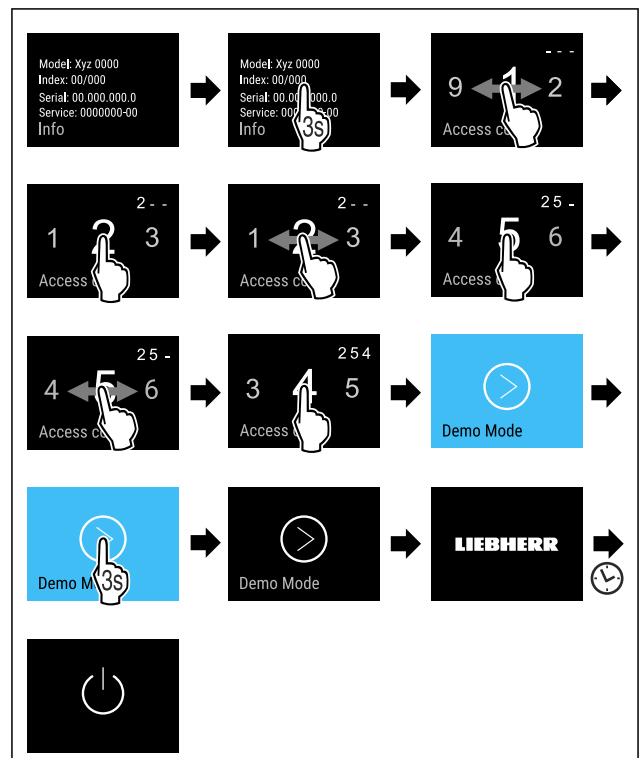 Model: Xyz 0000
Index: 00/000
Serial: 00.000.000.0
Service: 0000000-00
Info
Model: Xyz 0000
Index: 00/000
Serial: 00.00 000.0
Service: 00 00
Info
3s
- - -
9 1 2
Access
2 - -
1 2 3
Access
2 - -
1 2 3
Access
2 5 -
4 5 6
Access
2 5 -
4 5 6
Access
2 5 4
3 4 5
Access
Demo Mode
Demo M
3s
Demo Mode
LIEBHERR